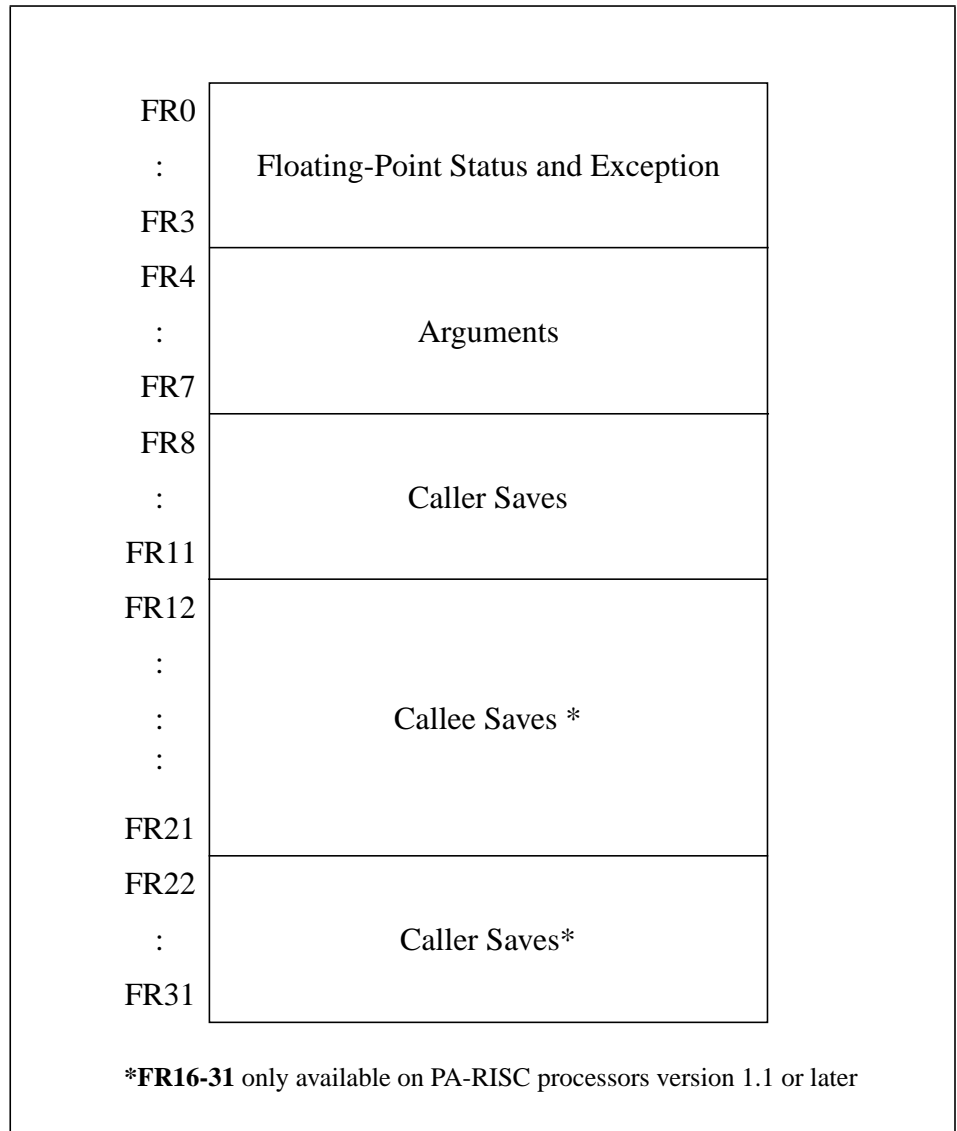 FR0
: Floating-Point Status and Exception
FR3
FR4
: Arguments
FR7
FR8
: Caller Saves
FR11
FR12
:
: Callee Saves *
:
FR21
FR22
: Caller Saves*
FR31
*FR16-31 only available on PA-RISC processors version 1.1 or later